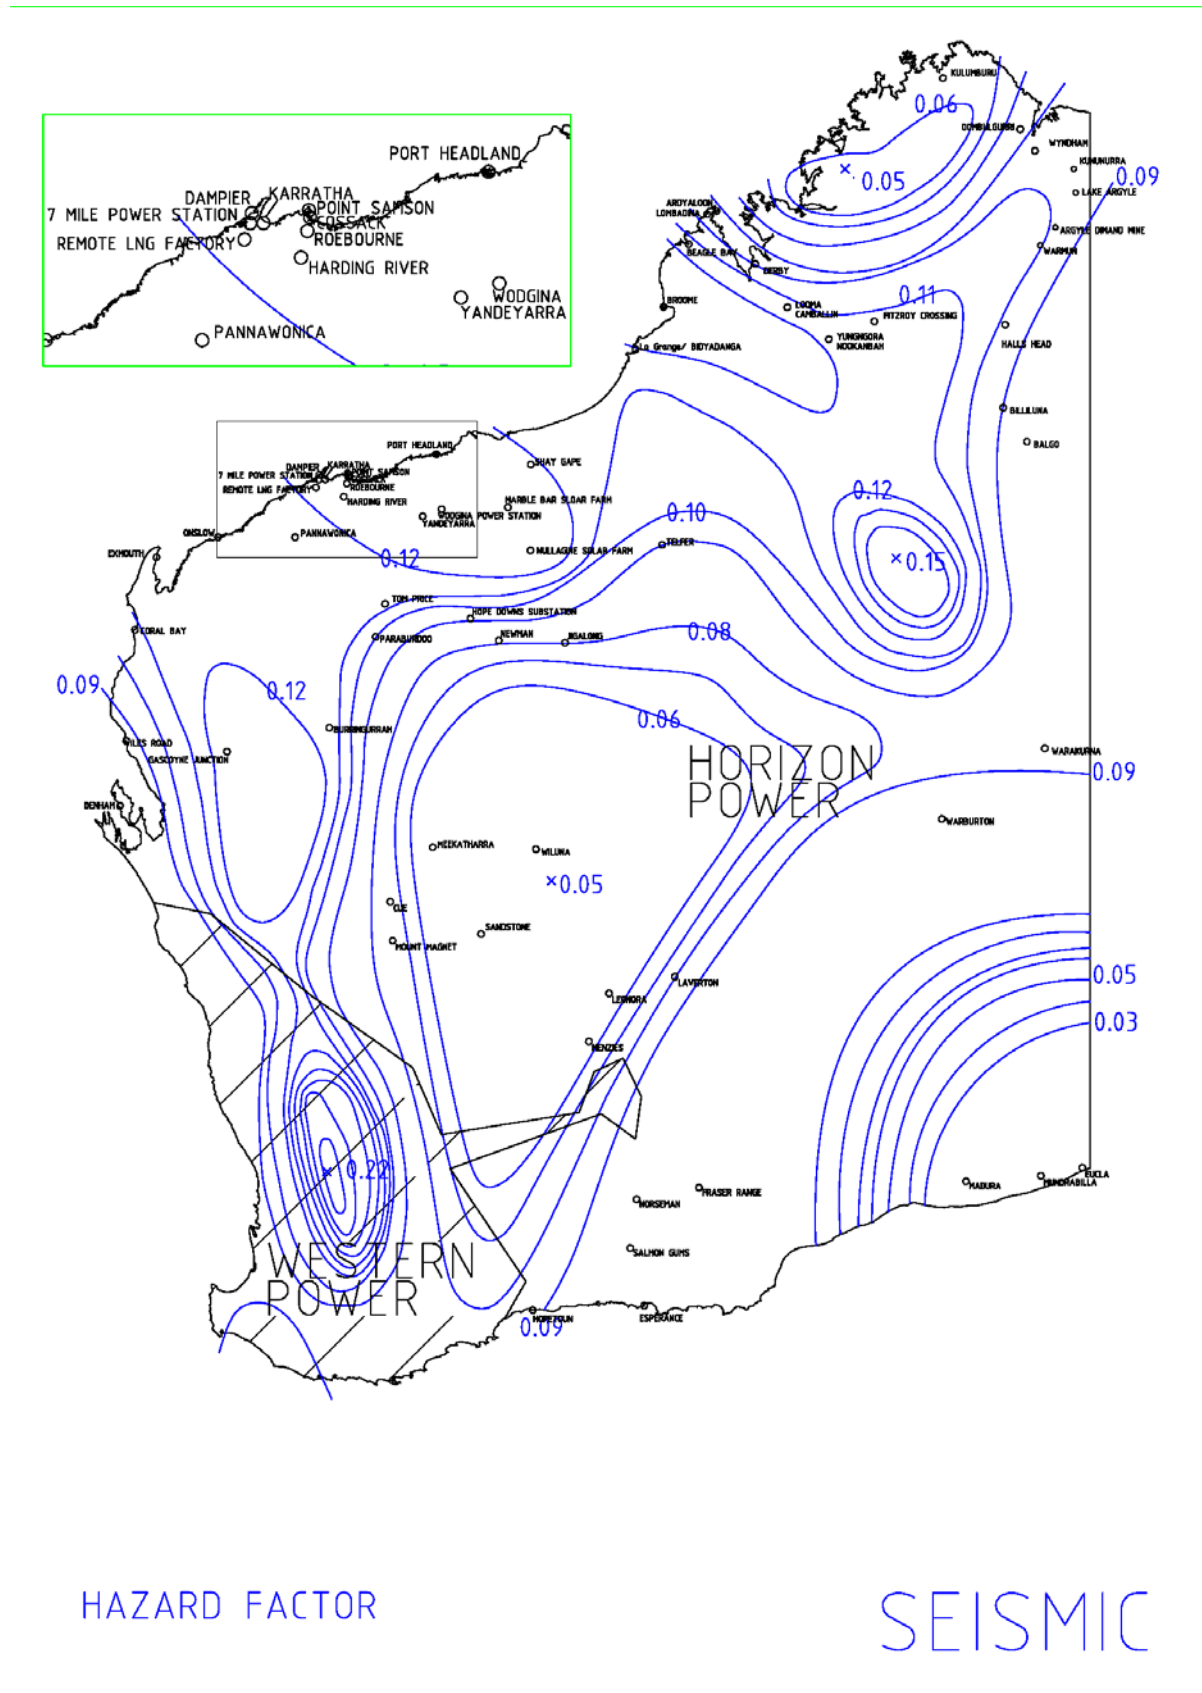 KULUMBURU
0.06
DOMBULGURRI
WYNDHAM
KUNUNURRA
0.09
0.05
LAKE ARGYLE
ARDYALOON
LOMBADINA
ARGYLE DIMAND MINE
WARMUN
BEAGLE BAY
DERBY
PORT HEADLAND
DAMPIER
KARRATHA
7 MILE POWER STATION
POINT SAMSON
COSSACK
REMOTE LNG FACTORY
ROEBOURNE
HARDING RIVER
WODGINA
YANDEYARRA
PANNAWONICA
0.11
BROOME
LOOMA
CAMBALLIN
FITZROY CROSSING
YUNGNGORA
NOOKANBAH
HALLS HEAD
La Grange/ BIDYADANGA
BILLILUNA
BALGO
PORT HEADLAND
DAMPIER
KARRATHA
SHAY GAPE
7 MILE POWER STATION
POINT SAMSON
REMOTE LNG FACTORY
ROEBOURNE
HARDING RIVER
MARBLE BAR SLOAR FARM
0.12
WODGINA POWER STATION
YANDEYARRA
0.10
ONSLOW
PANNAWONICA
TELFER
EXMOUTH
0.12
NULLAGINE SOLAR FARM
0.15
TOM PRICE
HOPE DOWNS SUBSTATION
CORAL BAY
PARABURDOO
NEWMAN
NGALONG
0.08
0.09
0.12
0.06
BURRINGURRAH
GASCOYNE JUNCTION
HORIZON
POWER
WARAKURNA
0.09
DENHAM
WARBURTON
MEEKATHARRA
WILUNA
0.05
CUE
SANDSTONE
MOUNT MAGNET
0.05
LAVERTON
LEONORA
0.03
MENZIES
0.22
EUCLA
MADURA
MUNDRABILLA
FRASER RANGE
NORSEMAN
SALMON GUMS
WESTERN
POWER
HOPETOUN
ESPERANCE
0.09
HAZARD FACTOR
SEISMIC